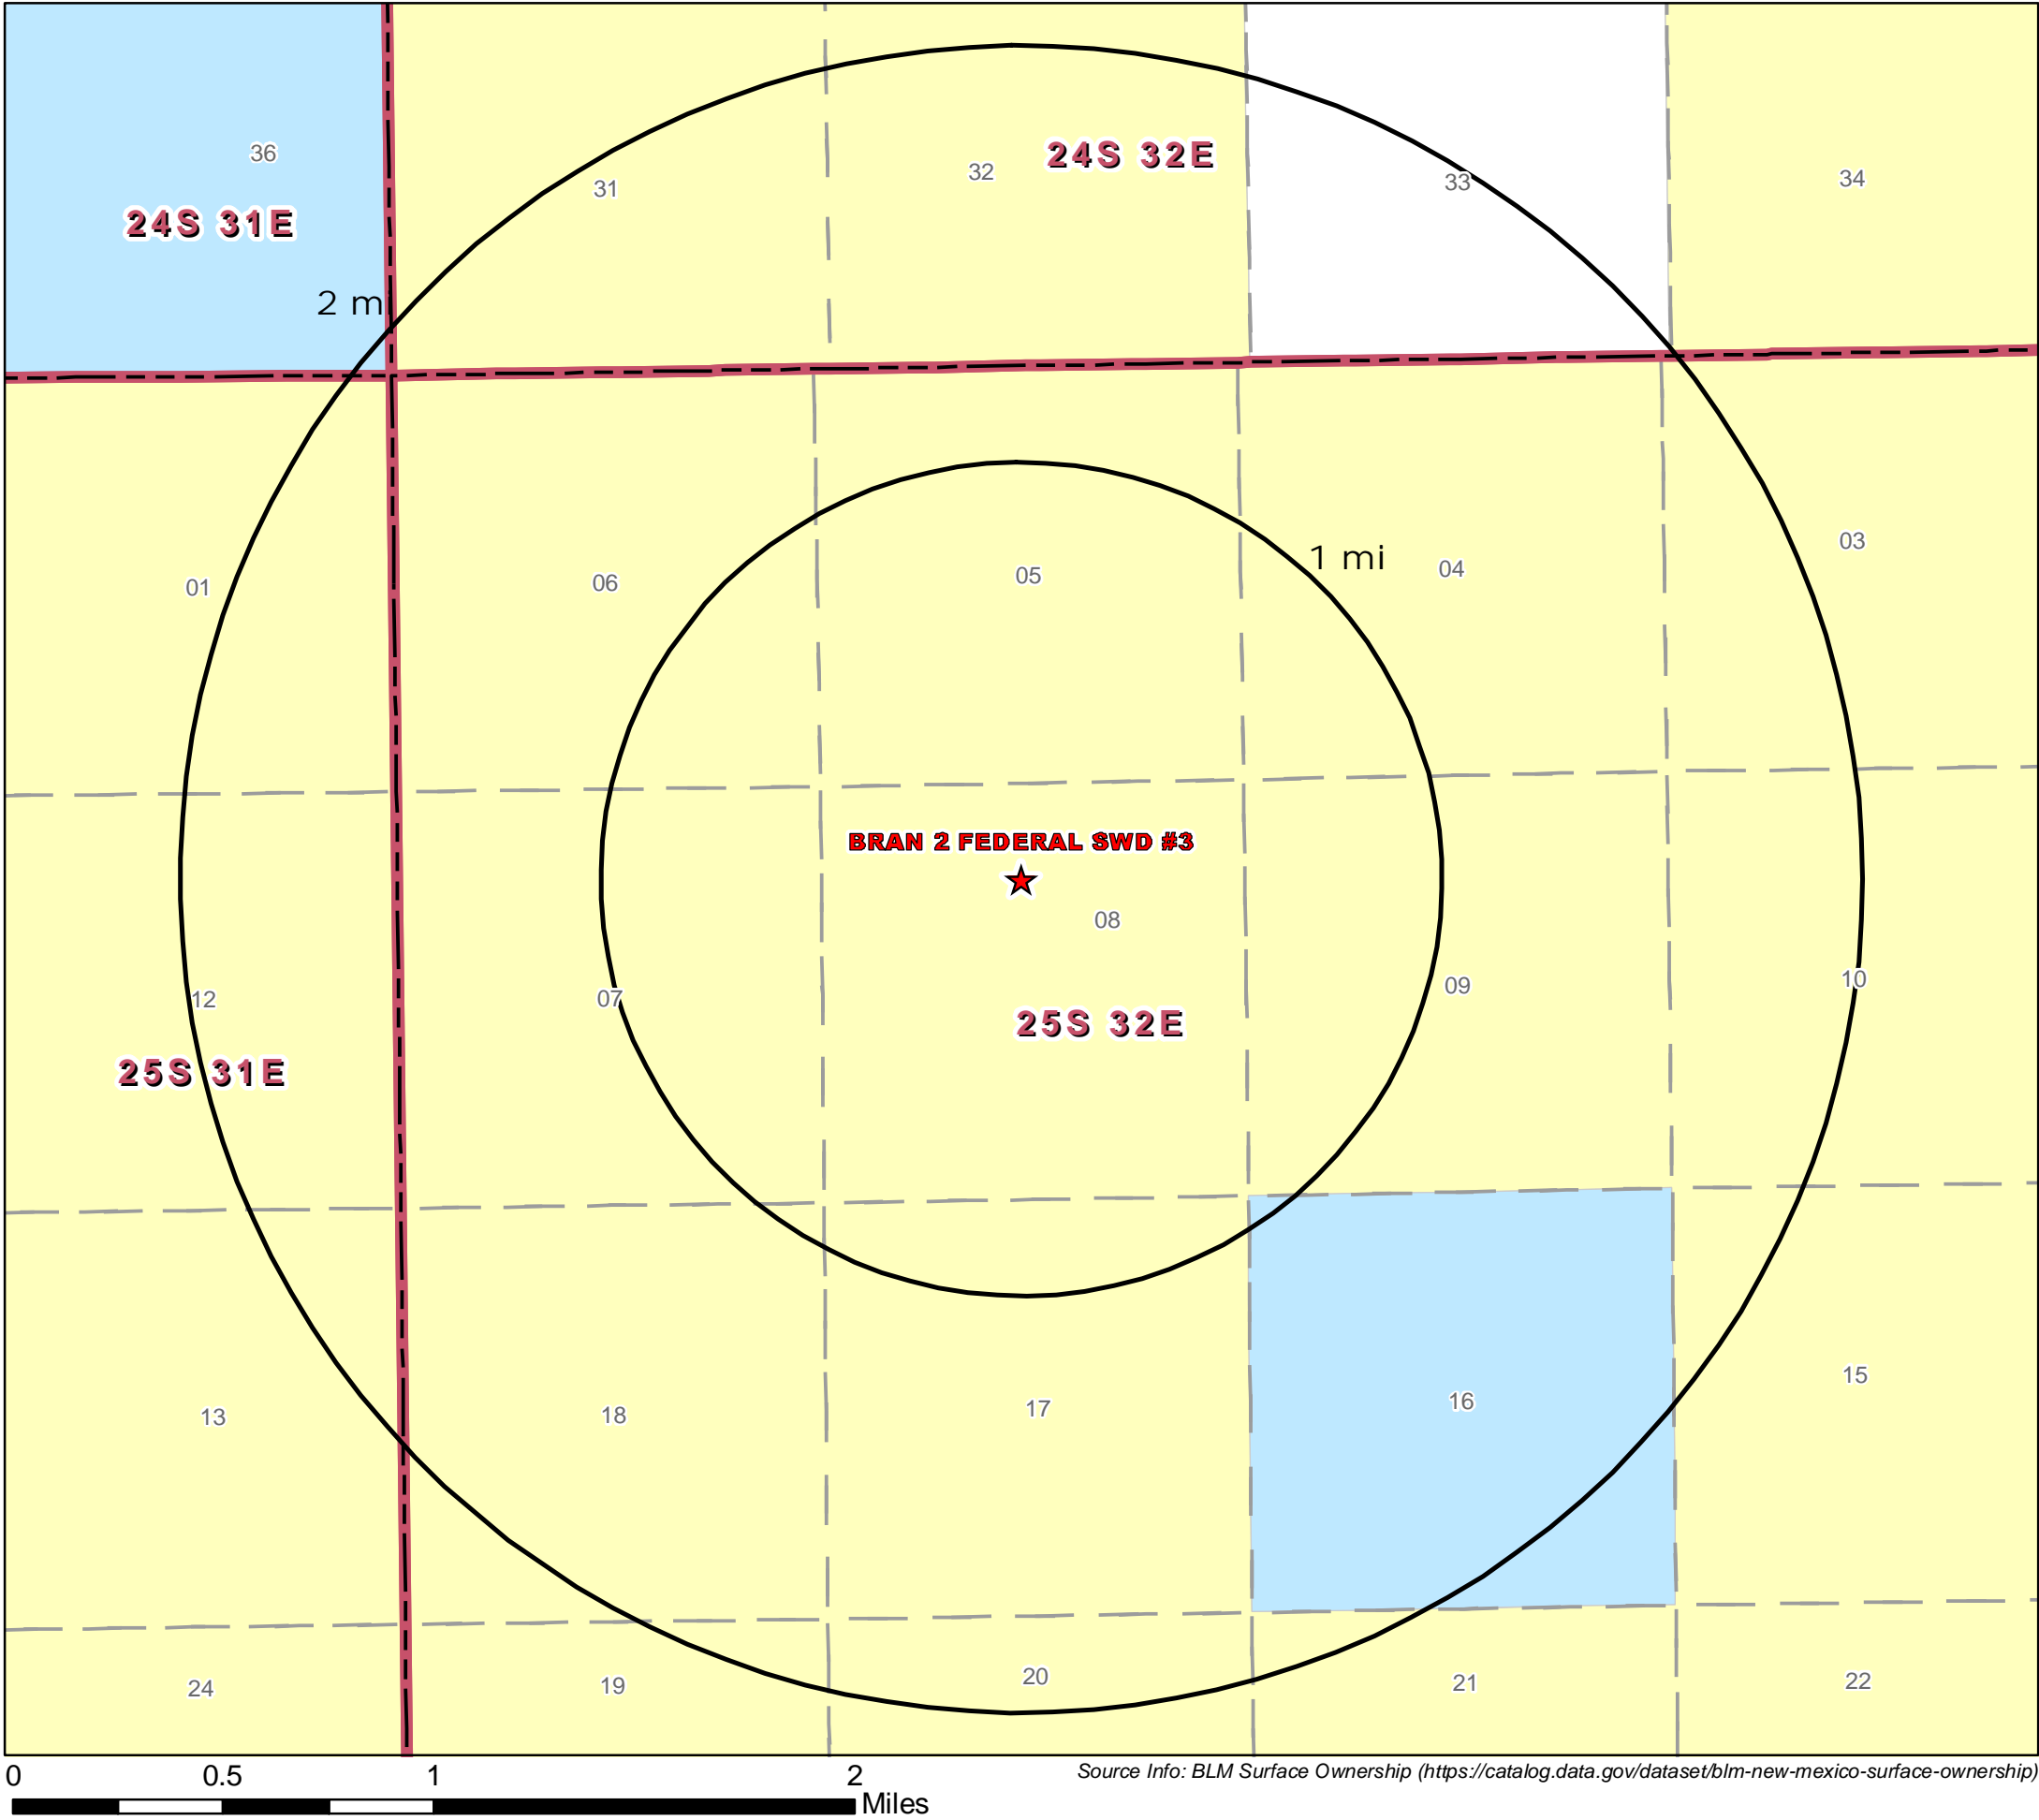 36
31
32
24S 32E
33
34
24S 31E
2 m
01
06
05
1 mi
04
03
BRAN 2 FEDERAL SWD #3
08
12
07
25S 32E
09
10
25S 31E
13
18
17
16
15
24
19
20
21
22
0 0.5 1 2
Miles
Source Info: BLM Surface Ownership (https://catalog.data.gov/dataset/blm-new-mexico-surface-ownership)